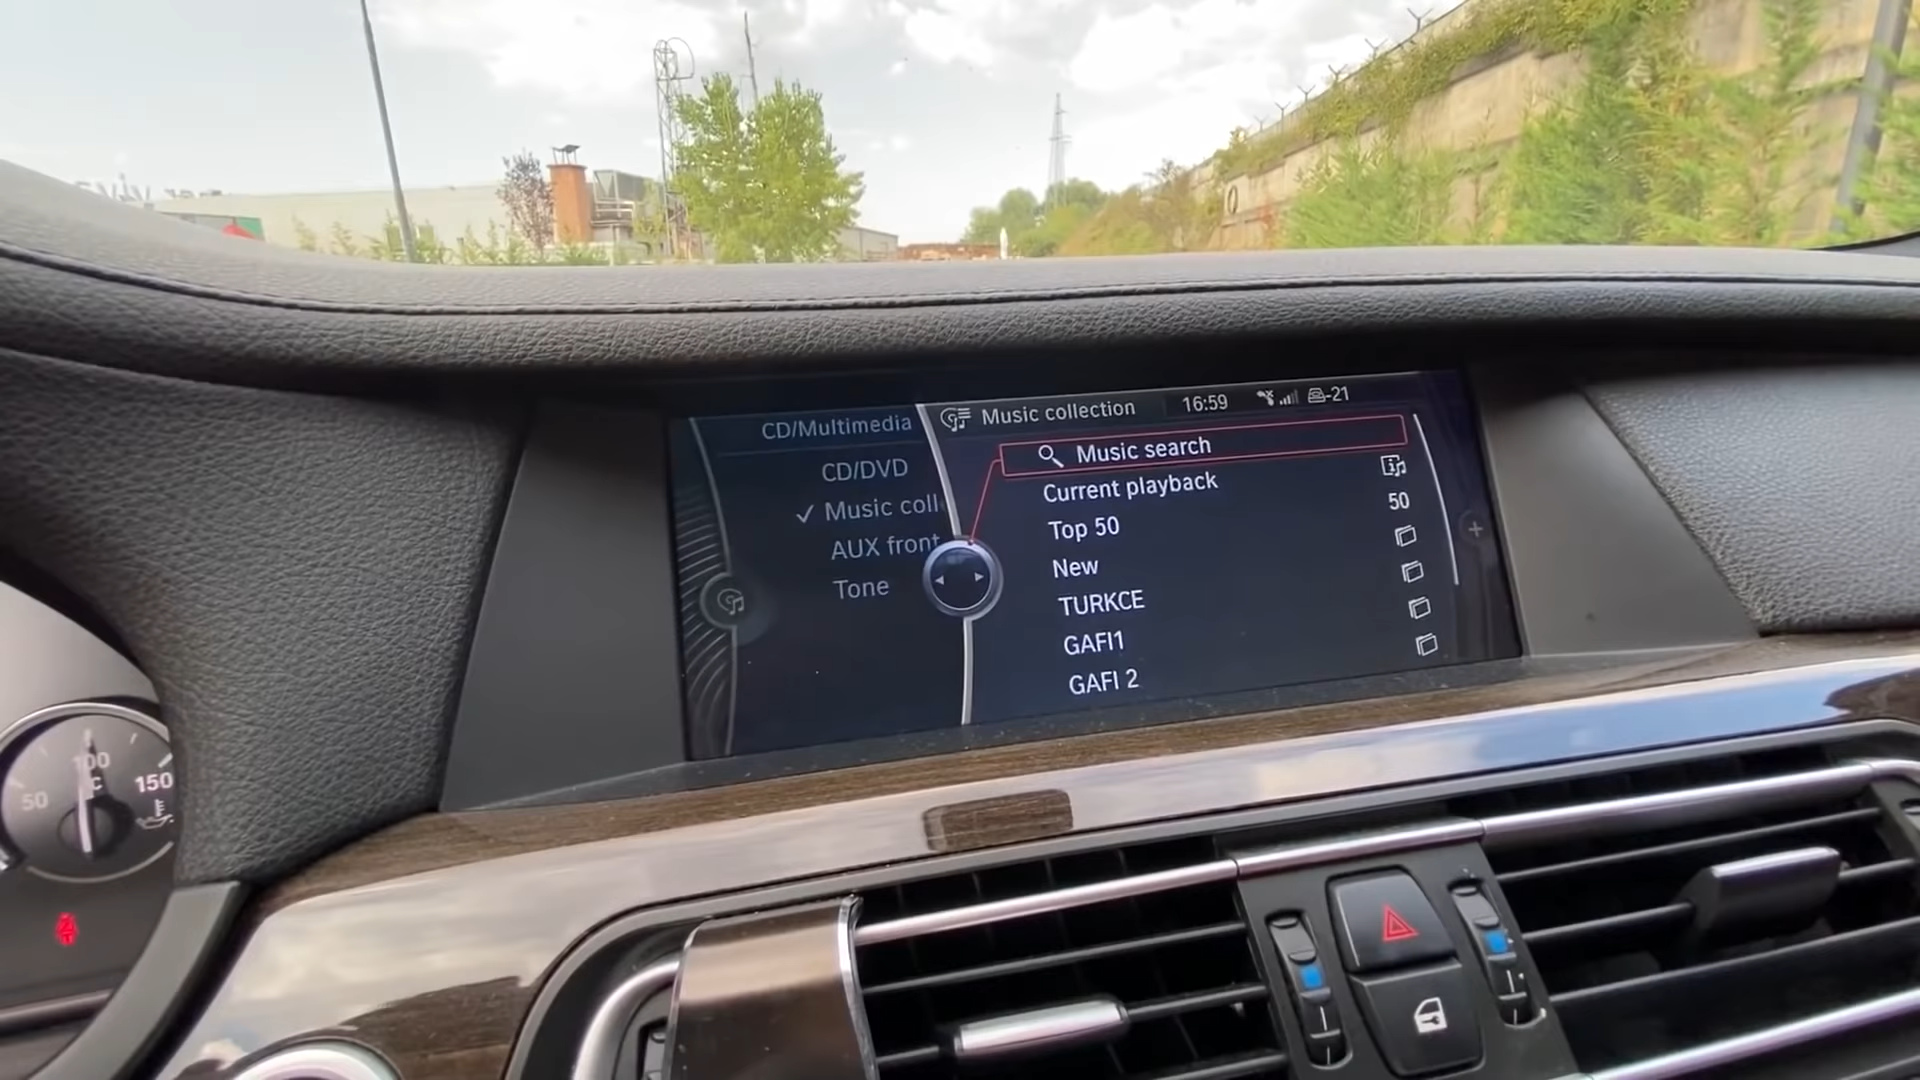 CD/Multimedia
CD/DVD
✓ Music coll
AUX front
Tone
Music collection 16:59 -21
Music search
Current playback
Top 50 50
New
TURKCE
GAFI1
GAFI 2
50
100
150
°C